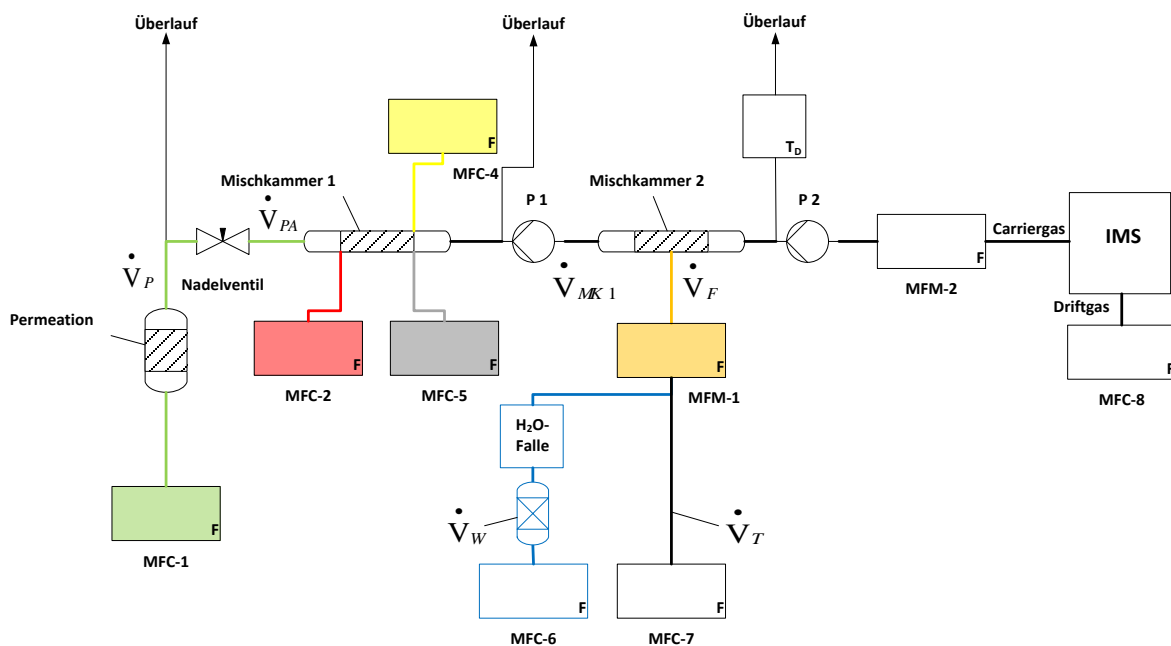 Überlauf
Überlauf
Überlauf
F
MFC-4
T_D
Mischkammer 1
Mischkammer 2
P 1
P 2
V̇_PA
Carriergas
IMS
V̇_P
Nadelventil
V̇_MK 1
V̇_F
F
MFM-2
Driftgas
Permeation
F
MFC-2
F
MFC-5
F
MFM-1
F
MFC-8
H₂O-
Falle
F
MFC-1
V̇_W
V̇_T
F
MFC-6
F
MFC-7